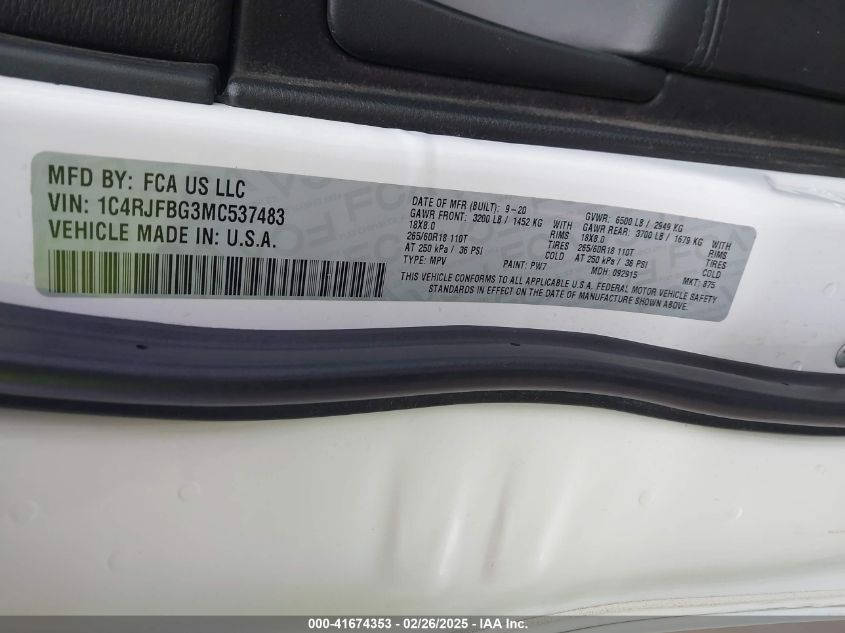 MFD BY: FCA US LLC
VIN: 1C4RJFBG3MC537483
VEHICLE MADE IN: U.S.A.
DATE OF MFR (BUILT): 9-20 GVWR: 6500 LB / 2949 KG
GAWR FRONT: 3200 LB / 1452 KG WITH GAWR REAR: 3700 LB / 1679 KG WITH
18X8.0 RIMS 18X8.0 RIMS
265/60R18 110T TIRES 265/60R18 110T TIRES
AT 250 kPa / 36 PSI COLD AT 250 kPa / 36 PSI COLD
TYPE: MPV PAINT: PW7 MDH: 092915 MKT: 875
THIS VEHICLE CONFORMS TO ALL APPLICABLE U.S.A. FEDERAL MOTOR VEHICLE SAFETY
STANDARDS IN EFFECT ON THE DATE OF MANUFACTURE SHOWN ABOVE.
000-41674353 / 02/26/2025 - IAA Inc.